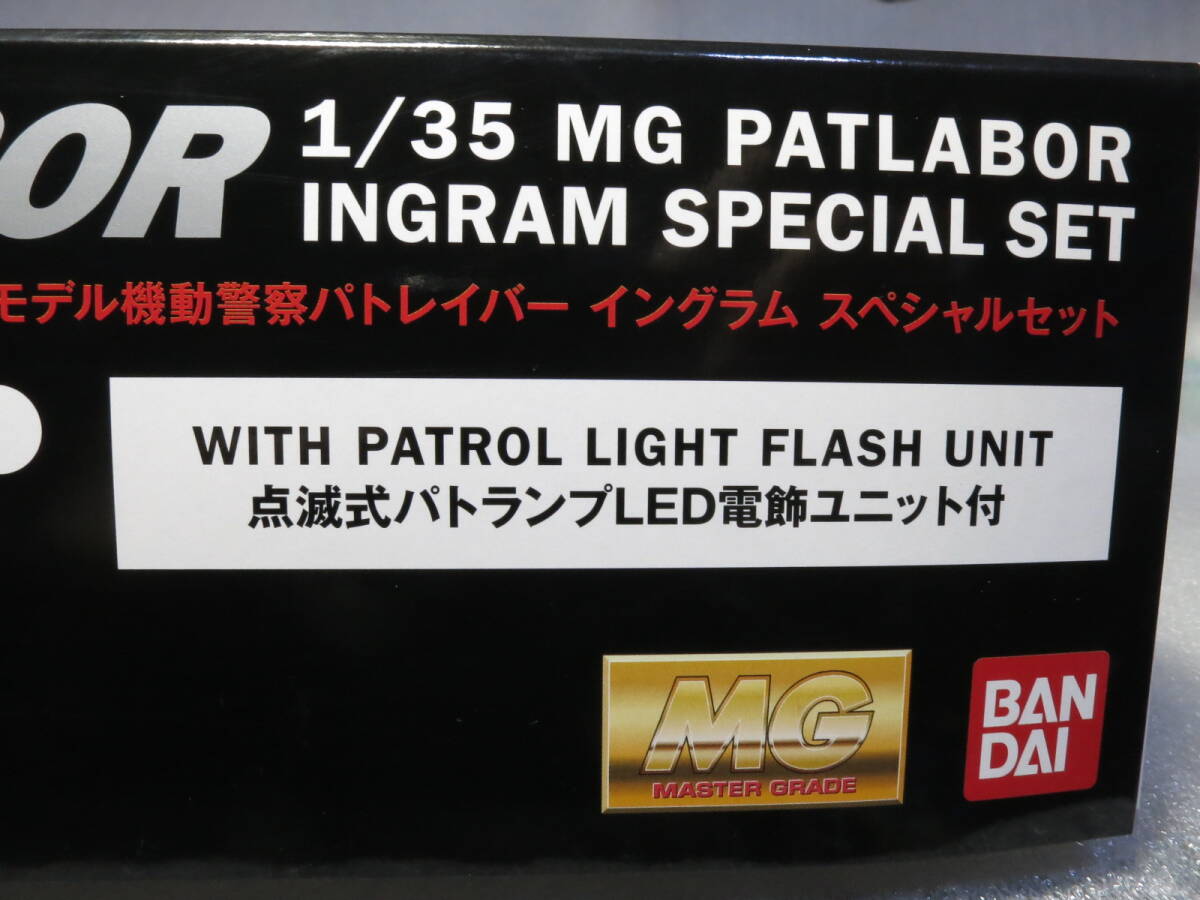 1/35 MG PATLABOR
INGRAM SPECIAL SET
モデル機動警察パトレイバー イングラム スペシャルセット
WITH PATROL LIGHT FLASH UNIT
点滅式パトランプLED電飾ユニット付
MG
MASTER GRADE
BAN
DAI